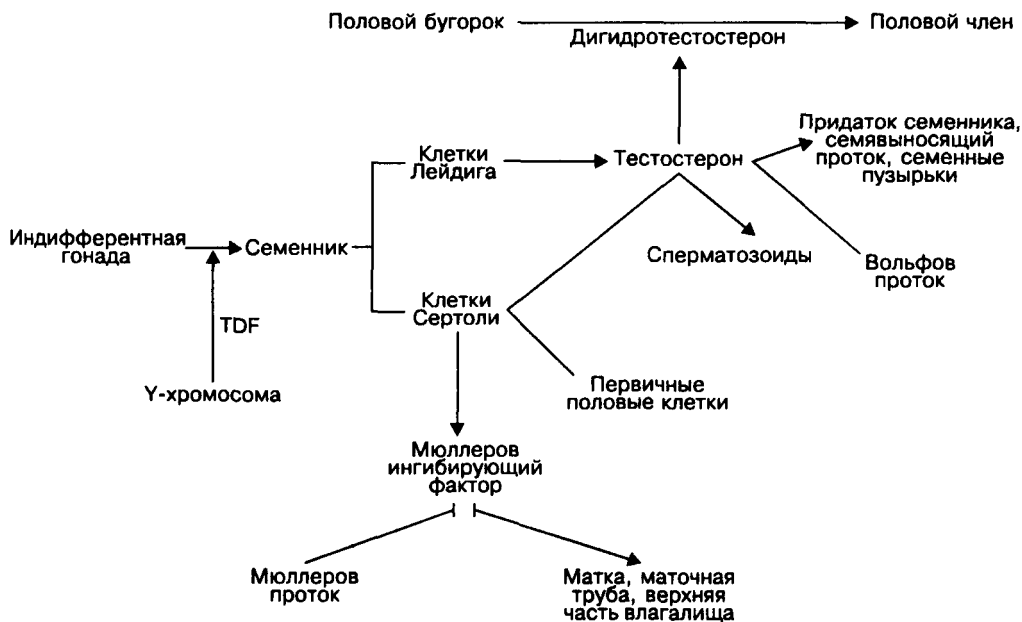 Половой бугорок
Половой член
Дигидротестостерон
Придаток семенника,
семявыносящий
проток, семенные
пузырьки
Клетки
Лейдига
Тестостерон
Индифферентная
гонада
Семенник
Сперматозоиды
Вольфов
проток
Клетки
Сертоли
TDF
Y-хромосома
Первичные
половые клетки
Мюллеров
ингибирующий
фактор
Мюллеров
проток
Матка, маточная
труба, верхняя
часть влагалища